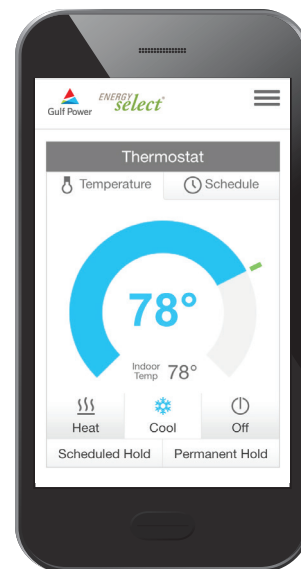 Gulf Power
ENERGY
select
Thermostat
Temperature
Schedule
78°
Indoor
Temp
78°
Heat
Cool
Off
Scheduled Hold
Permanent Hold